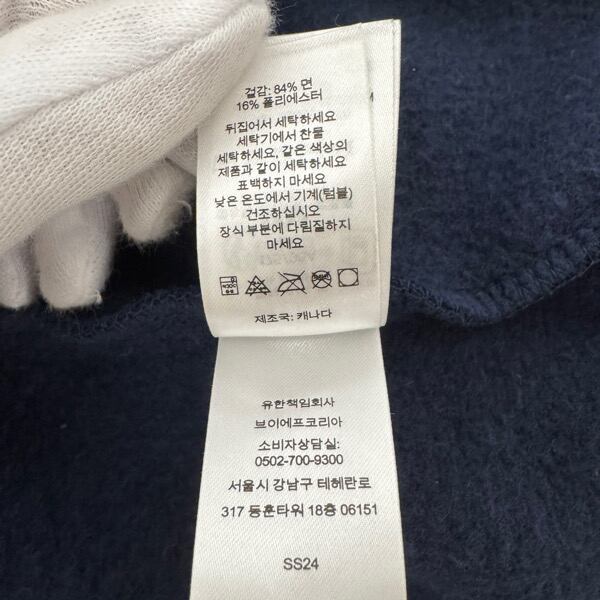 겉감: 84% 면
16% 폴리에스터
뒤집어서 세탁하세요
세탁기에서 찬물
세탁하세요, 같은 색상의
제품과 같이 세탁하세요
표백하지 마세요
낮은 온도에서 기계(텀블)
건조하십시오
장식 부분에 다림질하지
마세요
제조국: 캐나다
유한책임회사
브이에프코리아
소비자상담실:
0502-700-9300
서울시 강남구 테헤란로
317 동훈타워 18층 06151
SS24